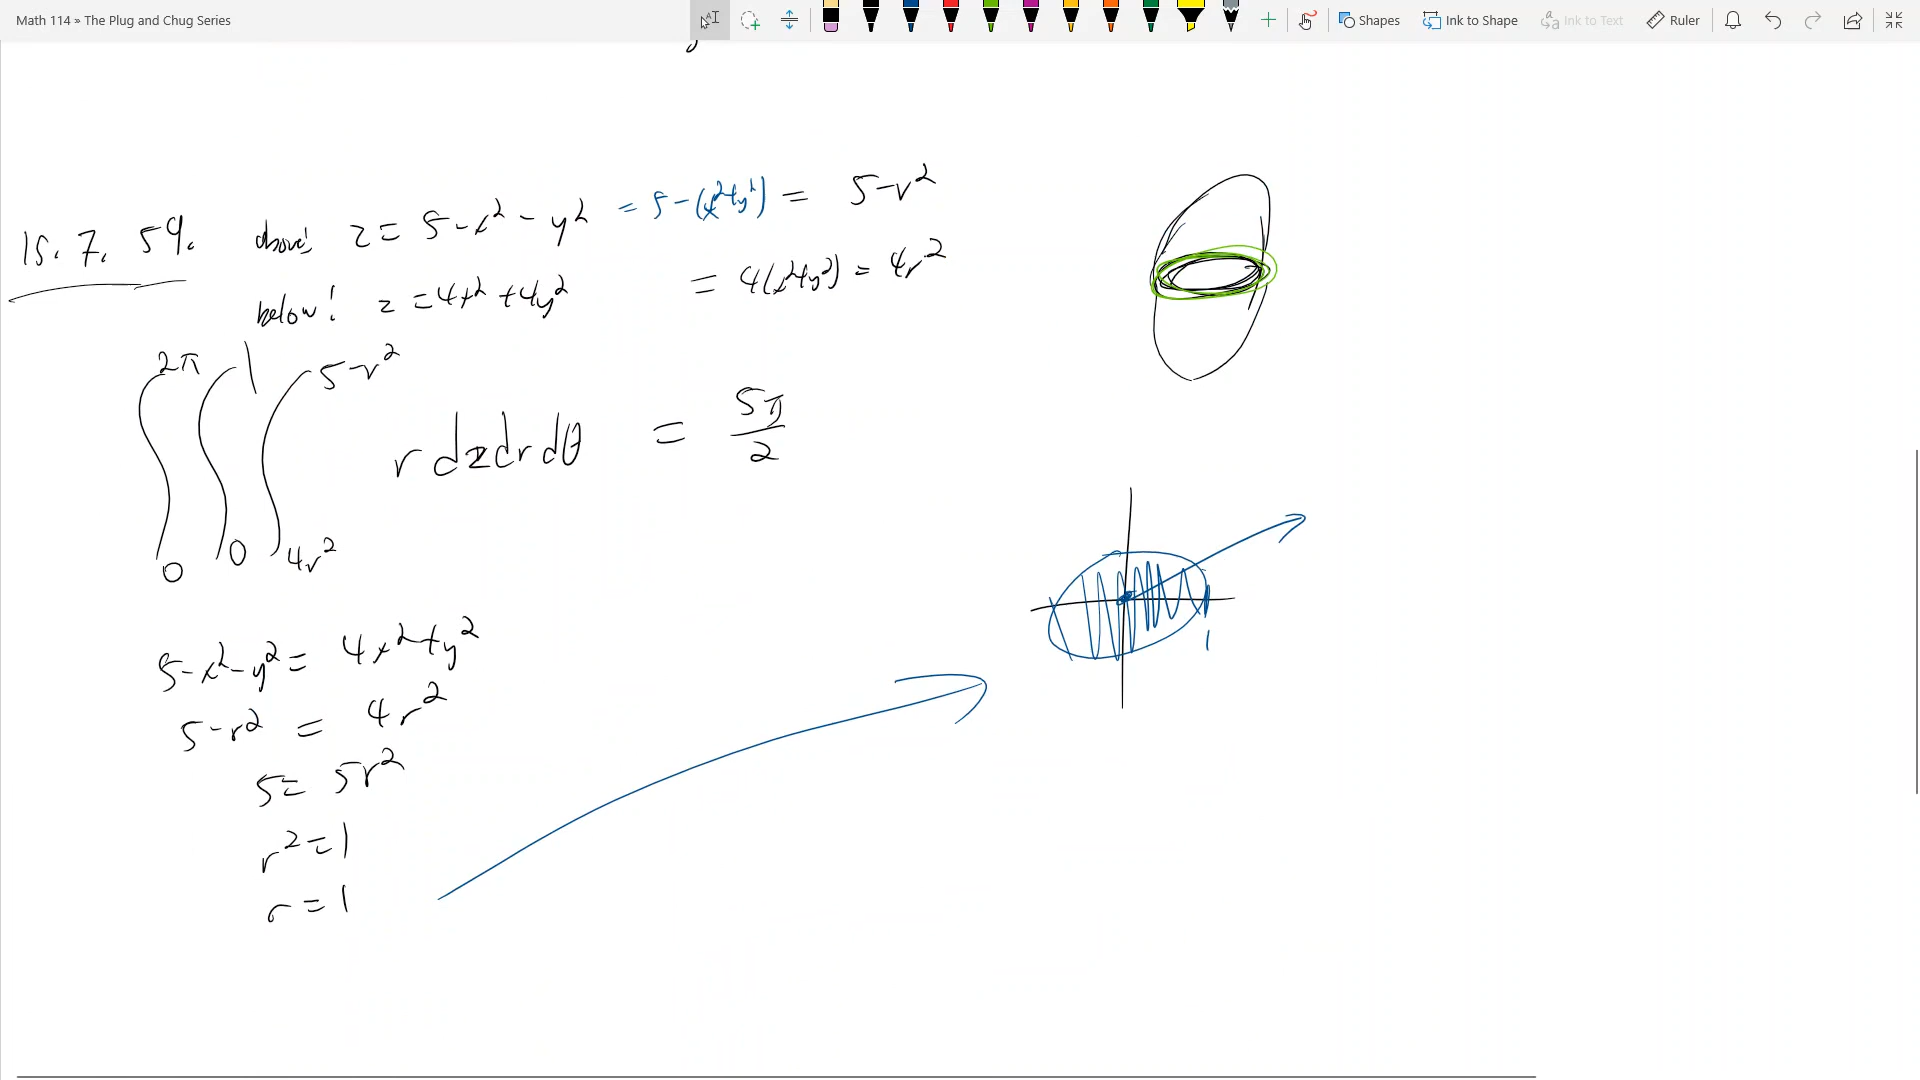 Math 114 » The Plug and Chug Series
Shapes Ink to Shape Ink to Text Ruler
15.7.59. above! z = 5-x²-y² = 5-(x²+y²) = 5-r²
below! z = 4x²+4y² = 4(x²+y²) = 4r²
∫₀^{2π} ∫₀^{1} ∫_{4r²}^{5-r²} r dz dr dθ = 5π/2
1
5-x²-y² = 4x²+y²
5-r² = 4r²
5 = 5r²
r² = 1
r = 1